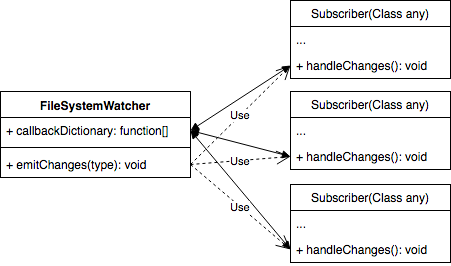 Subscriber(Class any)
...
+ handleChanges(): void
FileSystemWatcher
+ callbackDictionary: function[]
+ emitChanges(type): void
Use
Use
Use
Subscriber(Class any)
...
+ handleChanges(): void
Subscriber(Class any)
...
+ handleChanges(): void